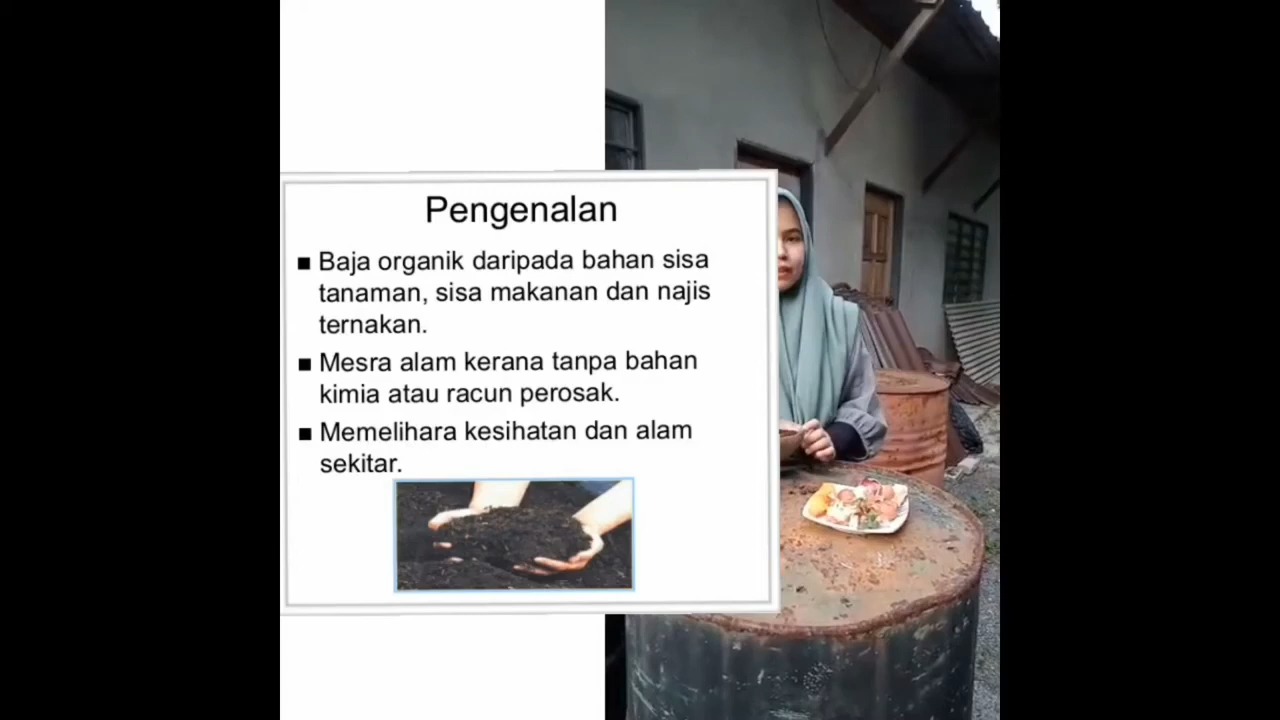 Pengenalan
Baja organik daripada bahan sisa
tanaman, sisa makanan dan najis
ternakan.
Mesra alam kerana tanpa bahan
kimia atau racun perosak.
Memelihara kesihatan dan alam
sekitar.